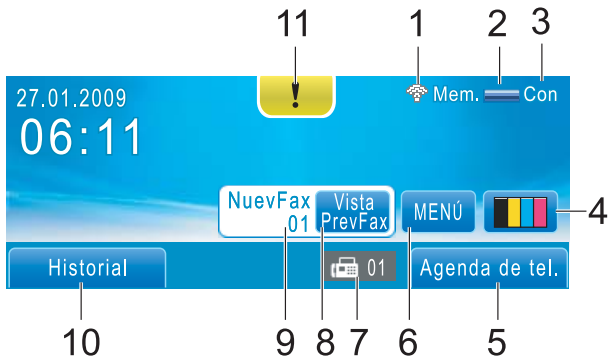 11 1 2 3
27.01.2009 ! Mem. Con
06:11
NuevFax Vista MENÚ 4
01 PrevFax
Historial 01 Agenda de tel.
10 9 8 7 6 5